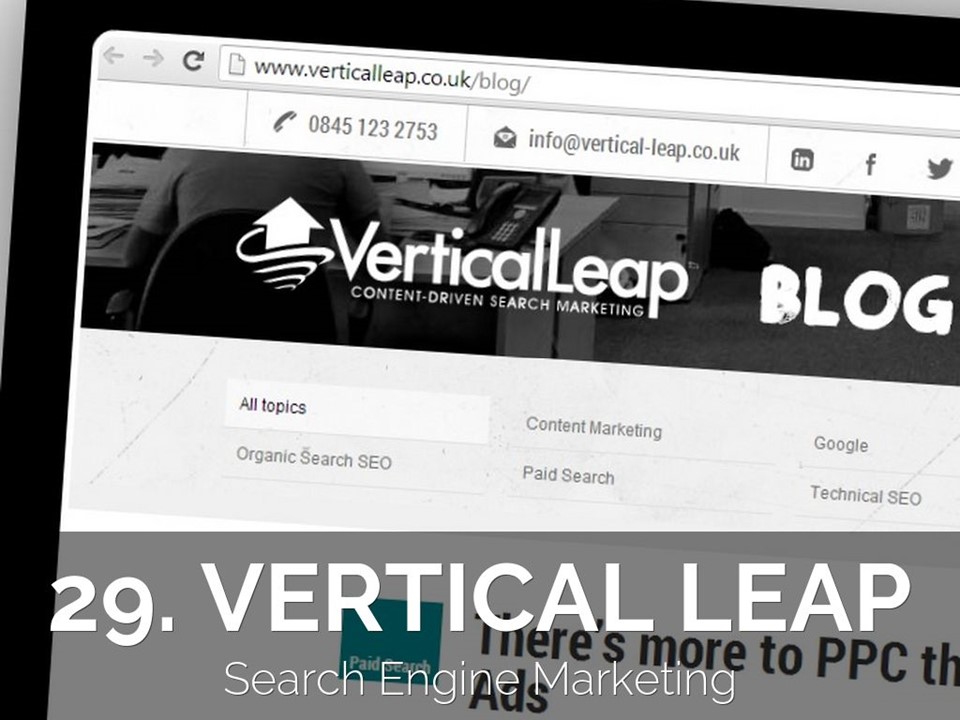 www.verticalleap.co.uk/blog/
0845 123 2753
info@vertical-leap.co.uk
VerticalLeap
CONTENT-DRIVEN SEARCH MARKETING
BLOG
All topics
Content Marketing
Google
Organic Search SEO
Paid Search
Technical SEO
29. VERTICAL LEAP
There's more to PPC th
Paid Search
Ads
Search Engine Marketing